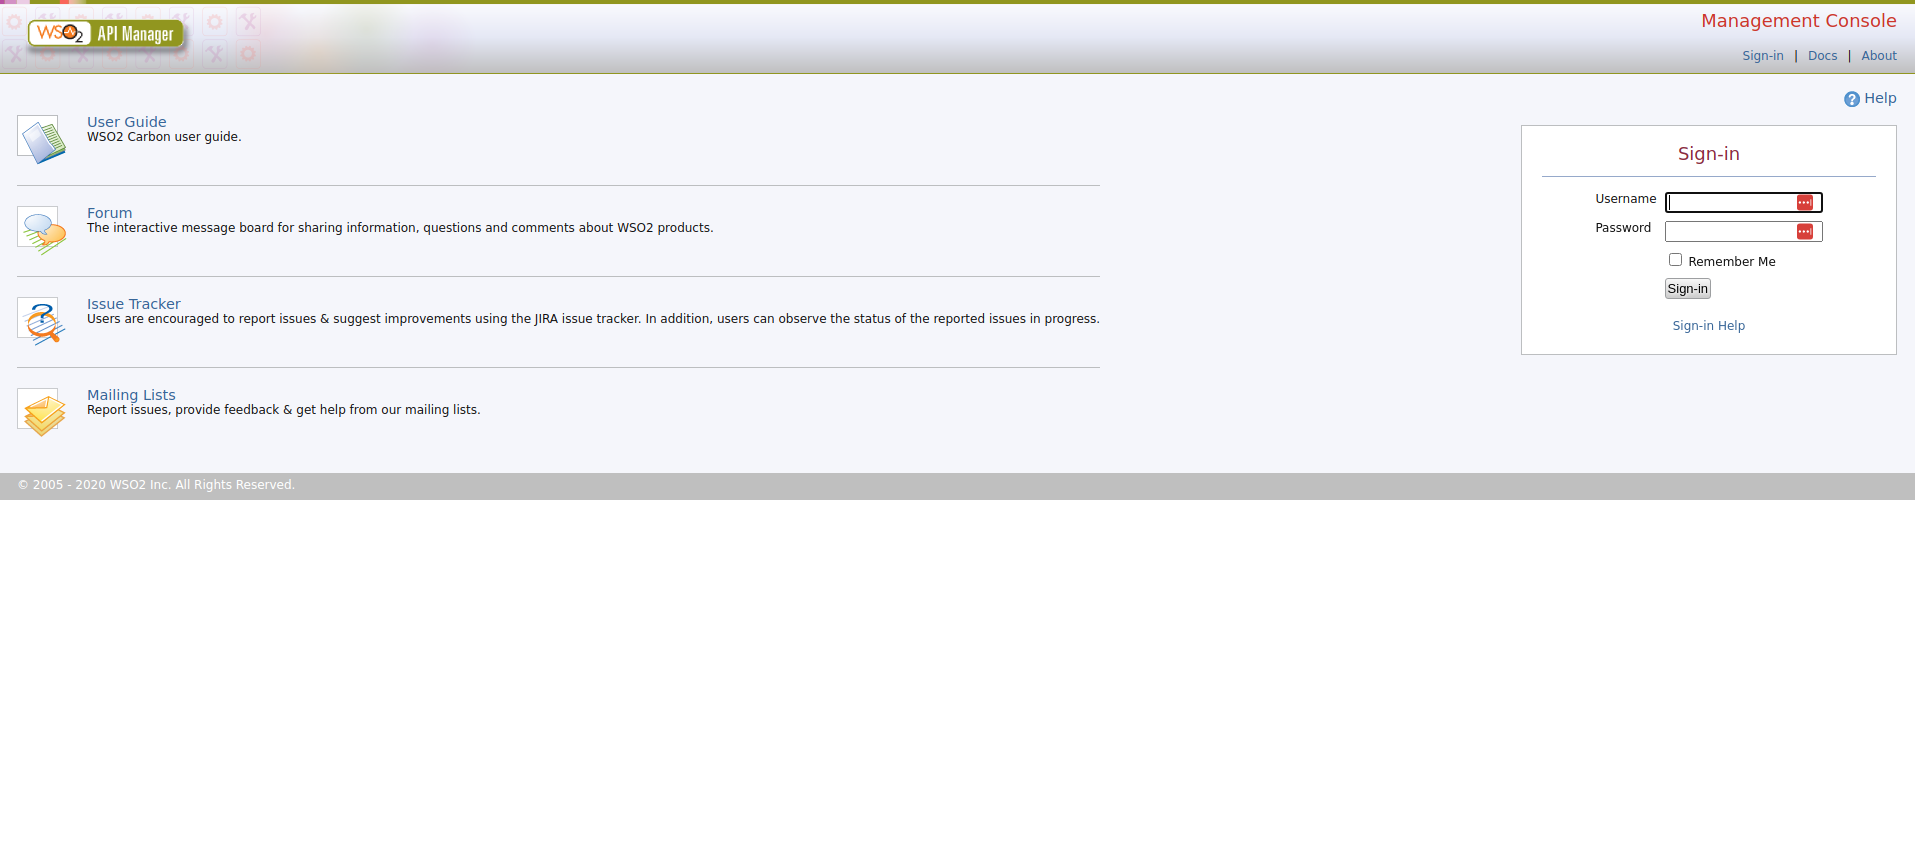 WSO2 API Manager
Management Console
Sign-in | Docs | About
Help
User Guide
WSO2 Carbon user guide.
Forum
The interactive message board for sharing information, questions and comments about WSO2 products.
Issue Tracker
Users are encouraged to report issues & suggest improvements using the JIRA issue tracker. In addition, users can observe the status of the reported issues in progress.
Mailing Lists
Report issues, provide feedback & get help from our mailing lists.
Sign-in
Username
Password
Remember Me
Sign-in
Sign-in Help
© 2005 - 2020 WSO2 Inc. All Rights Reserved.